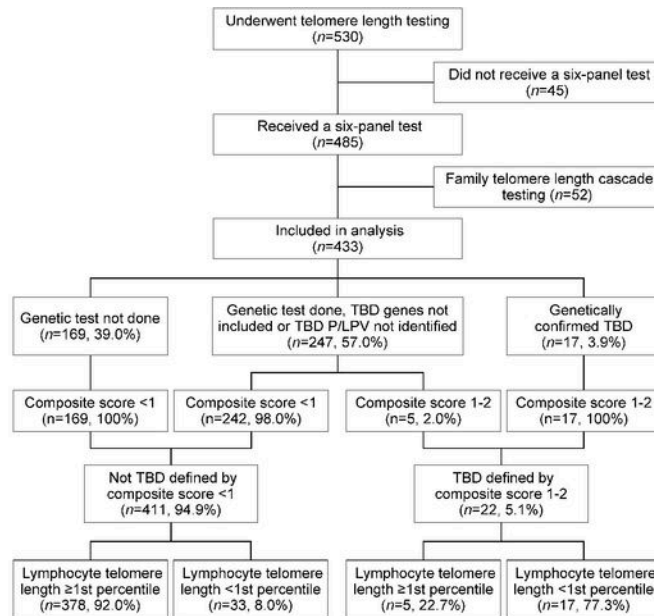 Underwent telomere length testing
(n=530)
Did not receive a six-panel test
(n=45)
Received a six-panel test
(n=485)
Family telomere length cascade
testing (n=52)
Included in analysis
(n=433)
Genetic test not done
(n=169, 39.0%)
Genetic test done, TBD genes not
included or TBD P/LPV not identified
(n=247, 57.0%)
Genetically
confirmed TBD
(n=17, 3.9%)
Composite score <1
(n=169, 100%)
Composite score <1
(n=242, 98.0%)
Composite score 1-2
(n=5, 2.0%)
Composite score 1-2
(n=17, 100%)
Not TBD defined by
composite score <1
(n=411, 94.9%)
TBD defined by
composite score 1-2
(n=22, 5.1%)
Lymphocyte telomere
length ≥1st percentile
(n=378, 92.0%)
Lymphocyte telomere
length <1st percentile
(n=33, 8.0%)
Lymphocyte telomere
length ≥1st percentile
(n=5, 22.7%)
Lymphocyte telomere
length <1st percentile
(n=17, 77.3%)